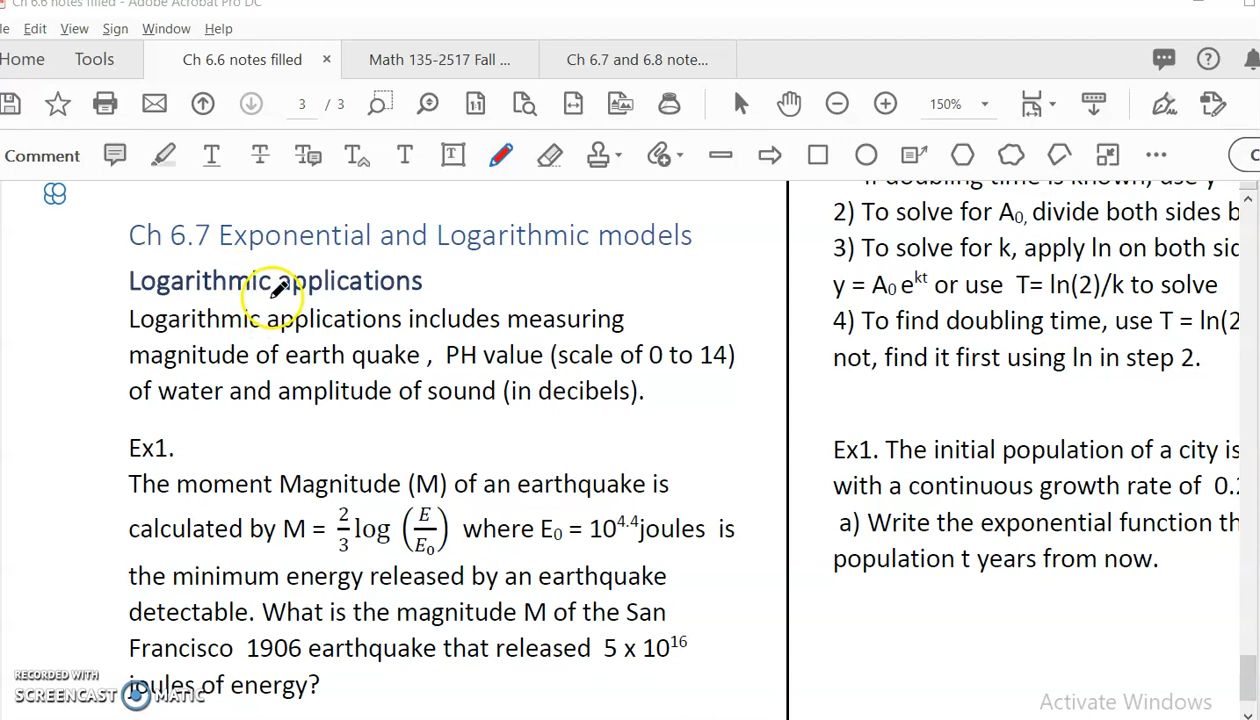 Ch 6.6 notes filled - Adobe Acrobat Pro DC
le Edit View Sign Window Help
Home Tools Ch 6.6 notes filled × Math 135-2517 Fall ... Ch 6.7 and 6.8 note...
3 / 3 150%
Comment
Ch 6.7 Exponential and Logarithmic models
Logarithmic applications
Logarithmic applications includes measuring
magnitude of earth quake , PH value (scale of 0 to 14)
of water and amplitude of sound (in decibels).
Ex1.
The moment Magnitude (M) of an earthquake is
calculated by M = 2/3 log (E/E₀) where E₀ = 10^4.4 joules is
the minimum energy released by an earthquake
detectable. What is the magnitude M of the San
Francisco 1906 earthquake that released 5 x 10^16
joules of energy?
If doubling time is known, use y
2) To solve for A₀, divide both sides b
3) To solve for k, apply ln on both sid
y = A₀ e^kt or use T= ln(2)/k to solve
4) To find doubling time, use T = ln(2
not, find it first using ln in step 2.
Ex1. The initial population of a city is
with a continuous growth rate of 0.2
a) Write the exponential function th
population t years from now.
RECORDED WITH
SCREENCAST MATIC
Activate Windows